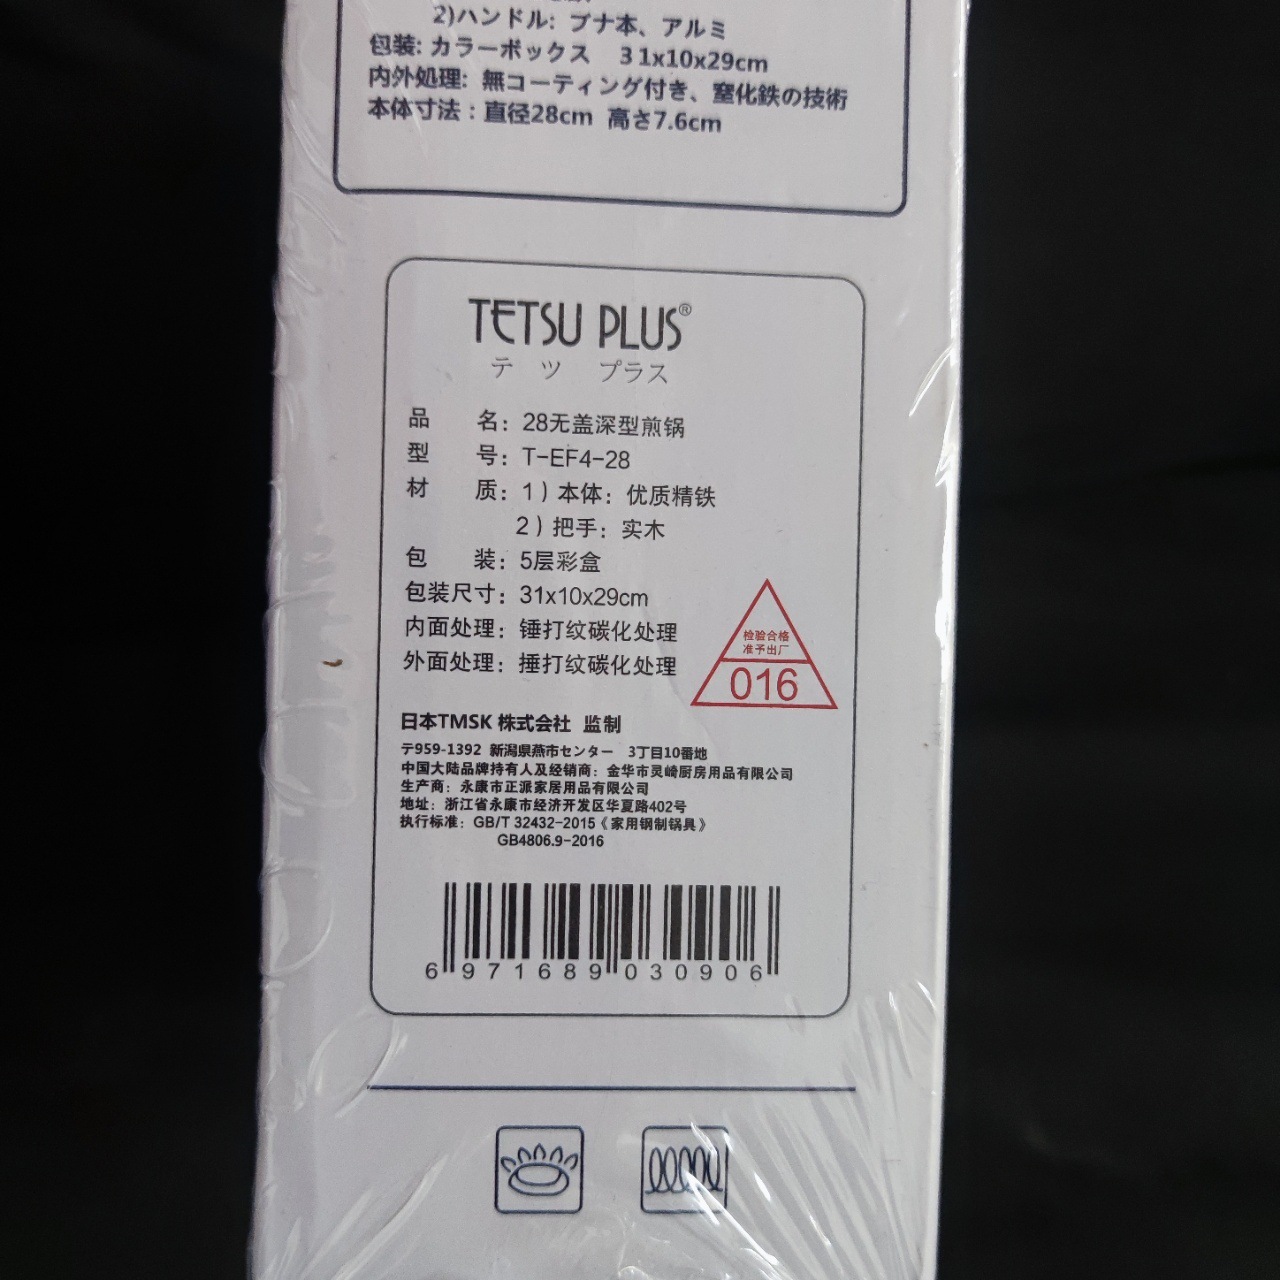 2)ハンドル: ブナ本、アルミ
包装: カラーボックス 31x10x29cm
内外処理: 無コーティング付き、窒化鉄の技術
本体寸法：直径28cm 高さ7.6cm
TETSU PLUS®
テツ プラス
品 名：28无盖深型煎锅
型 号：T-EF4-28
材 质：1）本体：优质精铁
2）把手：实木
包 装：5层彩盒
包装尺寸：31x10x29cm
内面处理：锤打纹碳化处理
外面处理：捶打纹碳化处理
检验合格
准予出厂
016
日本TMSK 株式会社 监制
〒959-1392 新潟県燕市センター 3丁目10番地
中国大陆品牌持有人及经销商：金华市灵崎厨房用品有限公司
生产商：永康市正派家居用品有限公司
地址：浙江省永康市经济开发区华夏路402号
执行标准：GB/T 32432-2015《家用钢制锅具》
GB4806.9-2016
6971689030906